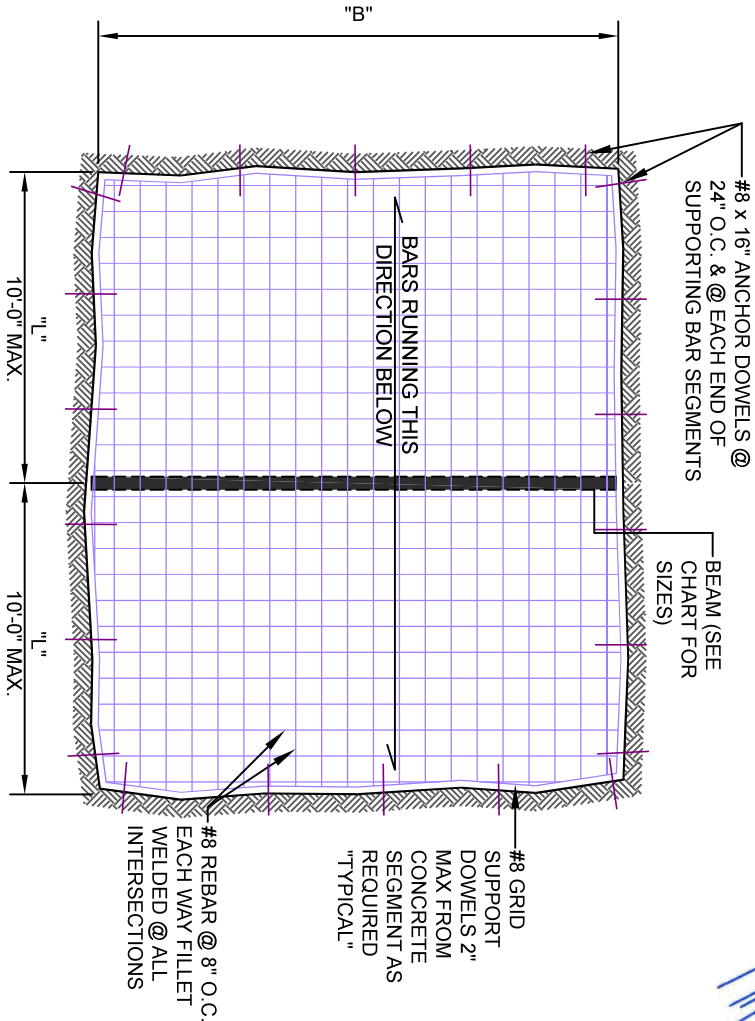 "B"
#8 x 16" ANCHOR DOWELS @
24" O.C. & @ EACH END OF
SUPPORTING BAR SEGMENTS
BARS RUNNING THIS
DIRECTION BELOW
BEAM (SEE
CHART FOR
SIZES)
"L"
10'-0" MAX.
"L"
10'-0" MAX.
#8 GRID
SUPPORT
DOWELS 2"
MAX FROM
CONCRETE
SEGMENT AS
REQUIRED
"TYPICAL"
#8 REBAR @ 8" O.C.
EACH WAY FILLET
WELDED @ ALL
INTERSECTIONS